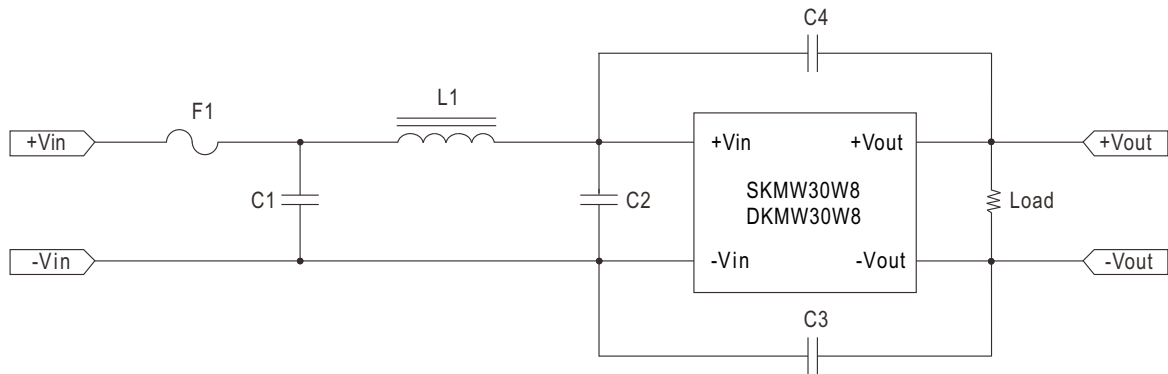 C4
F1
L1
+Vin
+Vin
+Vout
+Vout
SKMW30W8
DKMW30W8
C1
C2
Load
-Vin
-Vin
-Vout
-Vout
C3